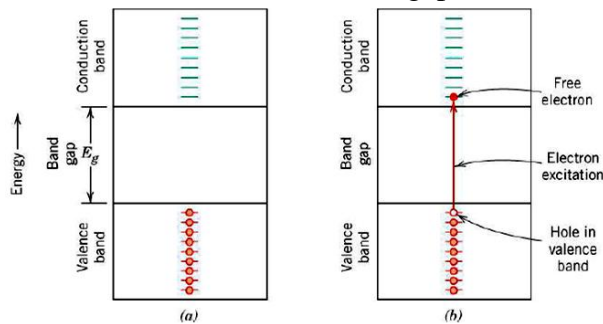 Conduction
band
Energy
Band
gap
E_g
Valence
band
(a)
Conduction
band
Free
electron
Band
gap
Electron
excitation
Valence
band
Hole in
valence
band
(b)